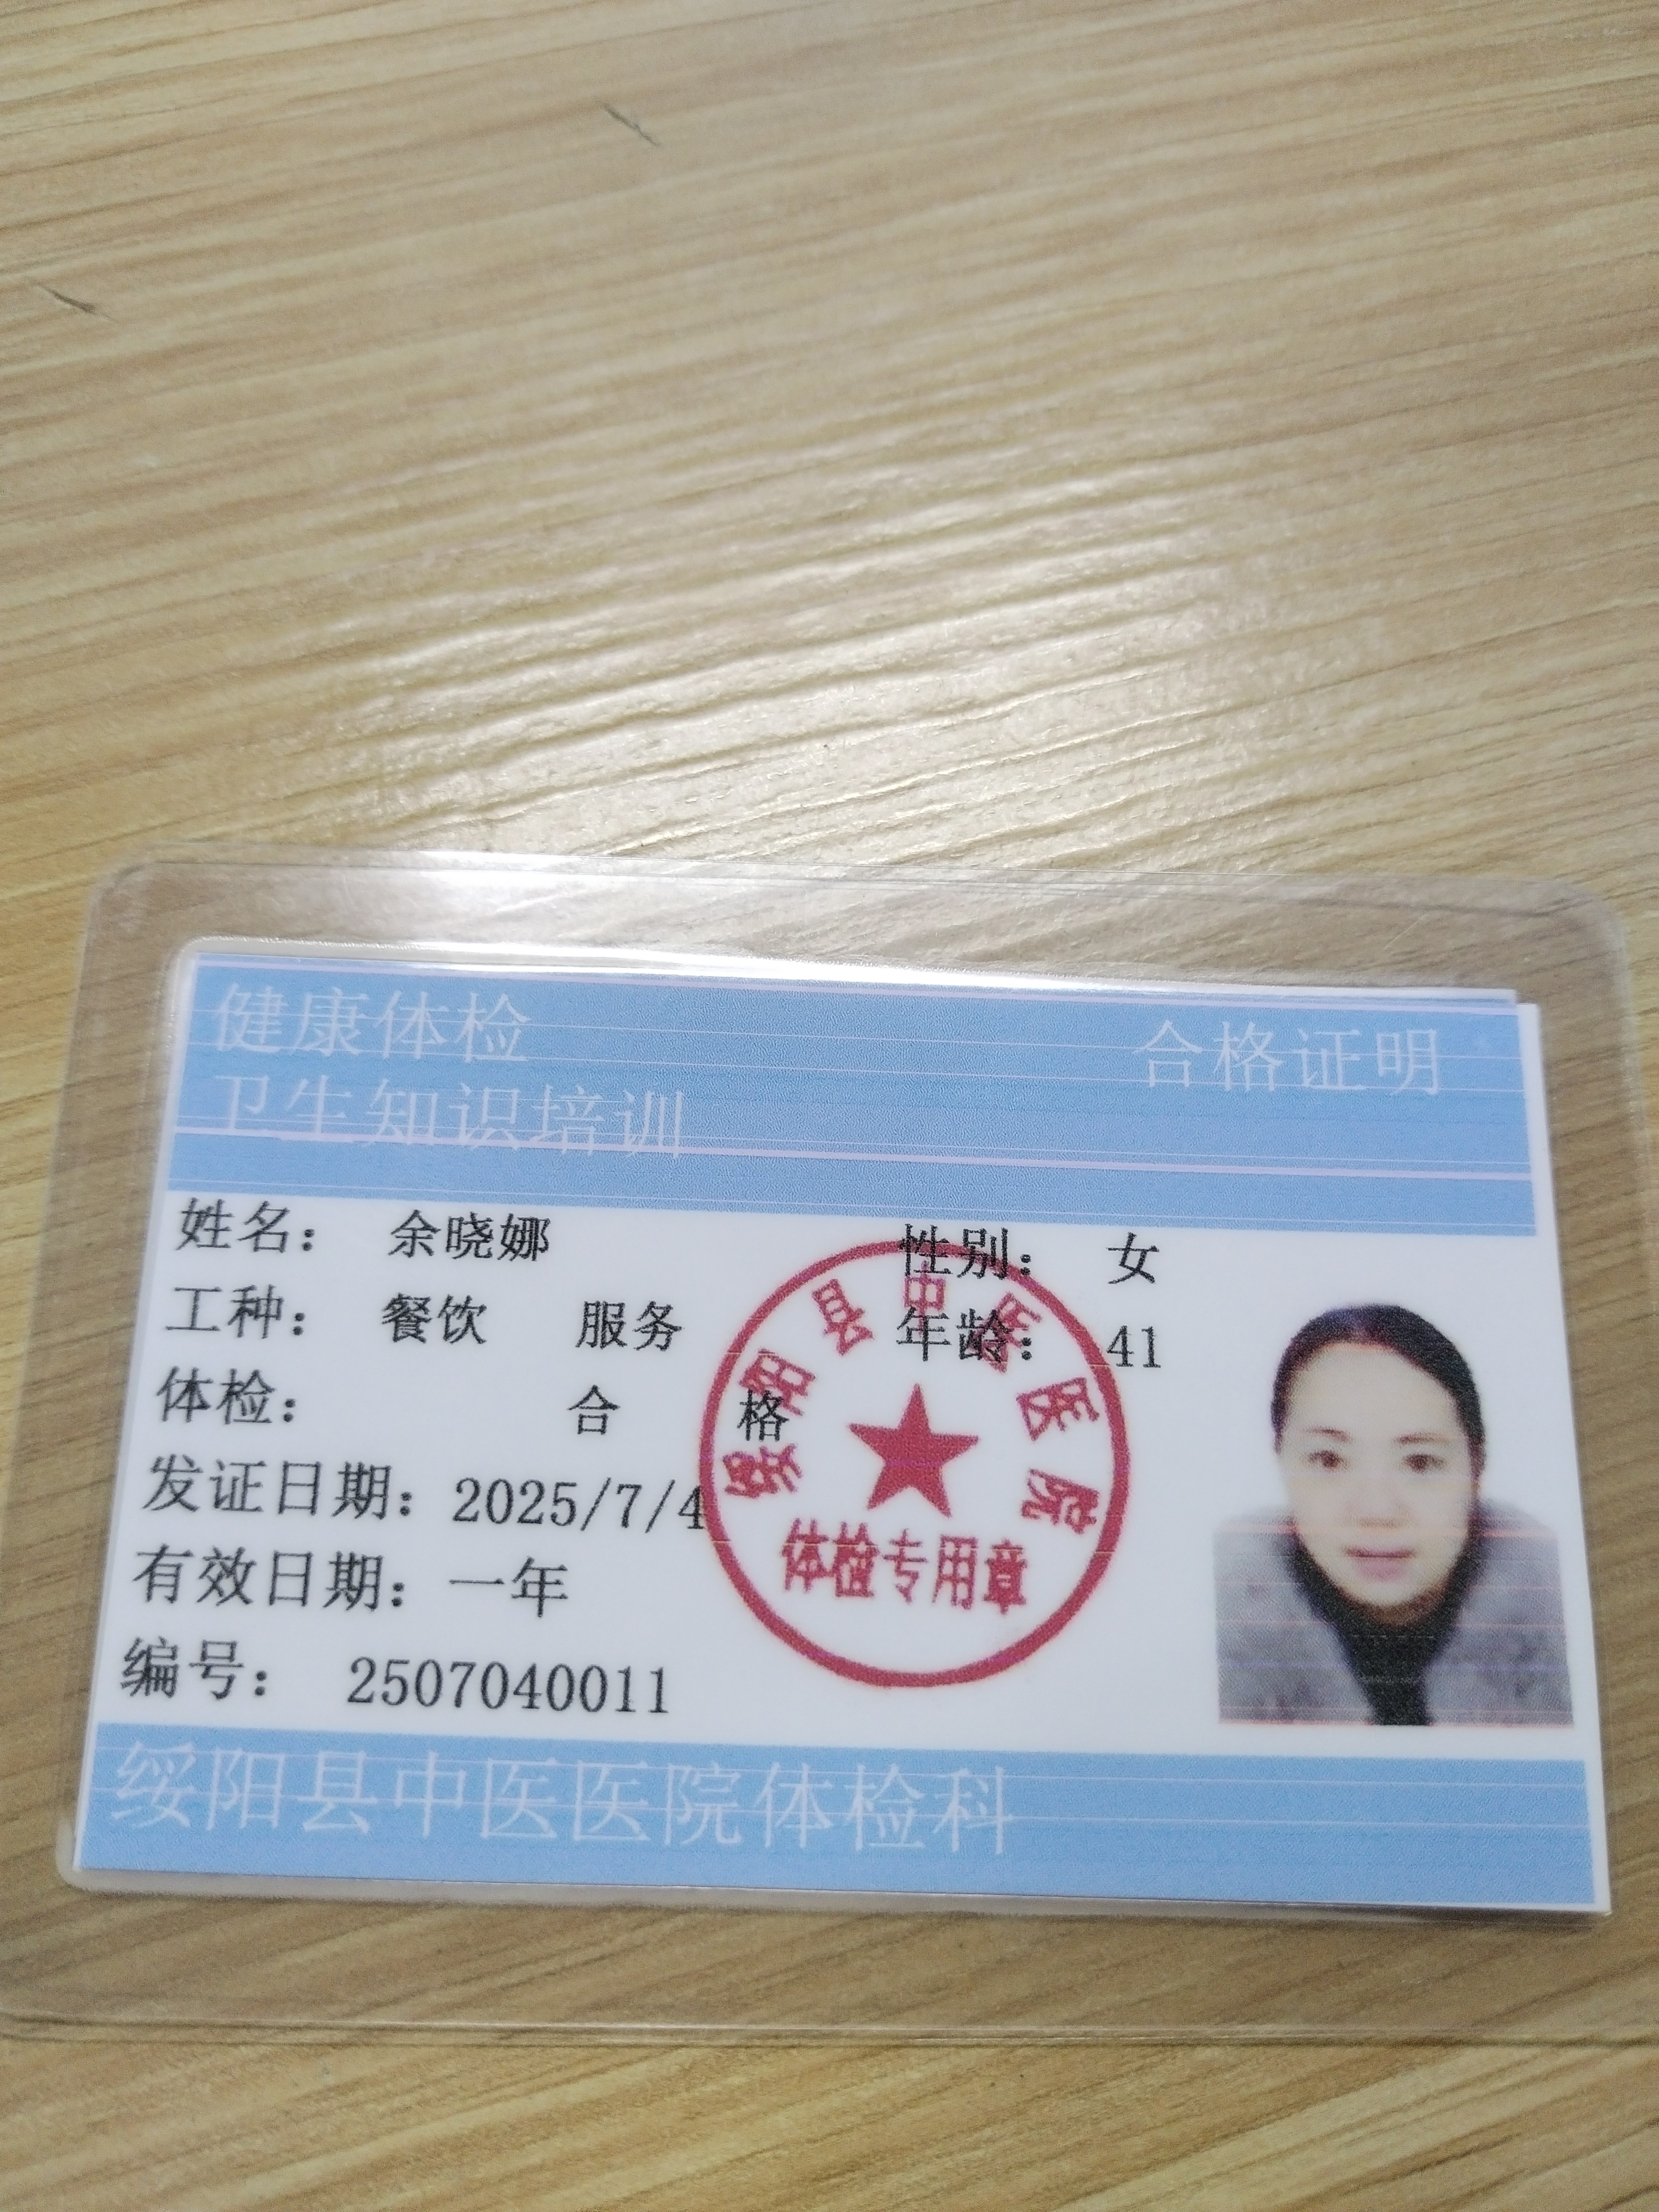 健康体检 合格证明
卫生知识培训
姓名： 余晓娜 性别： 女
工种： 餐饮 服务 年龄： 41
体检： 合 格
发证日期：2025/7/4
有效日期：一年
编号： 2507040011
绥阳县中医医院
体检专用章
绥阳县中医医院体检科